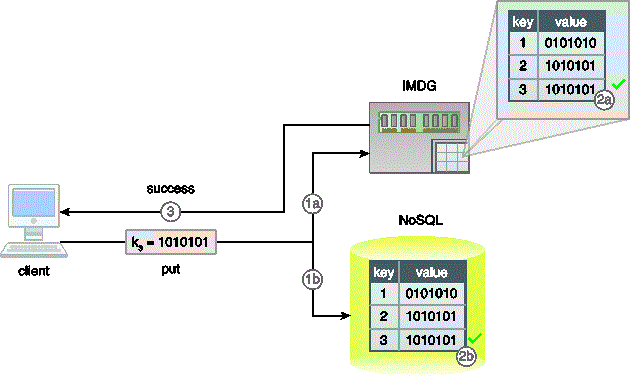 key value
1 0101010
2 1010101
3 1010101
2a
IMDG
success
3
1a
k3 = 1010101
client
put
1b
NoSQL
key value
1 0101010
2 1010101
3 1010101
2b